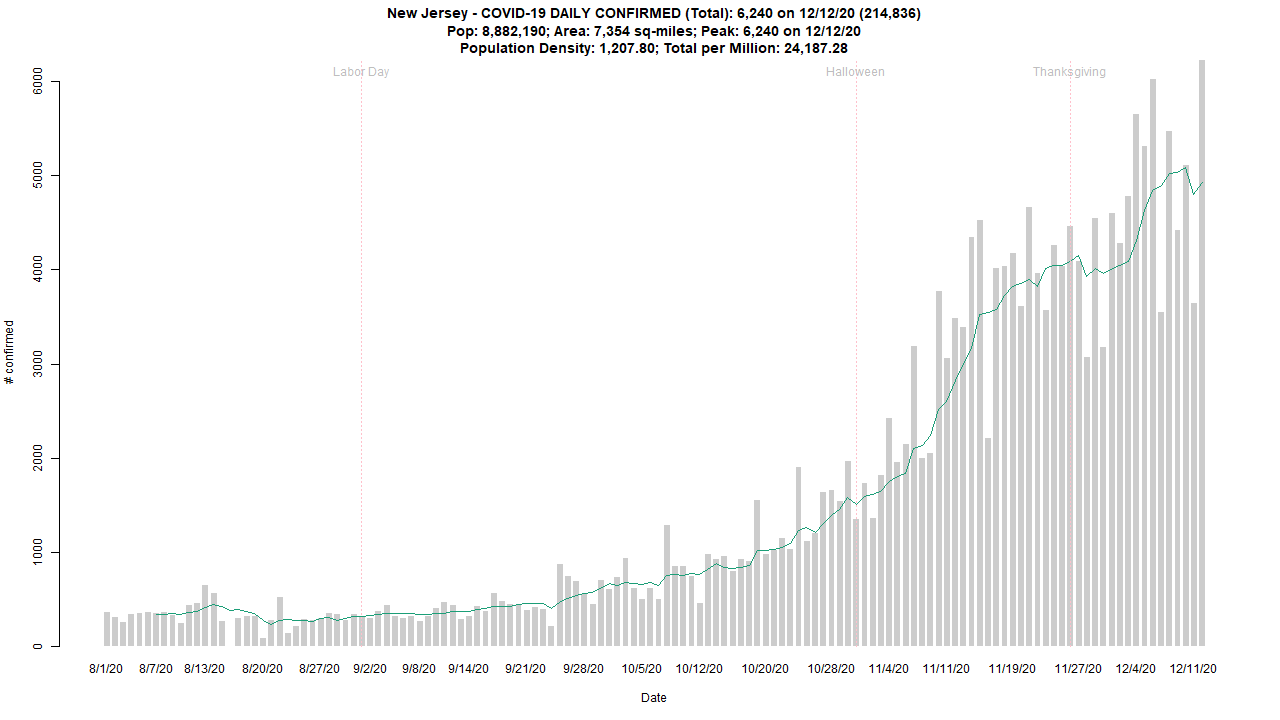 New Jersey - COVID-19 DAILY CONFIRMED (Total): 6,240 on 12/12/20 (214,836)
Pop: 8,882,190; Area: 7,354 sq-miles; Peak: 6,240 on 12/12/20
Population Density: 1,207.80; Total per Million: 24,187.28
Labor Day Halloween Thanksgiving
6000
5000
4000
3000
2000
1000
0
# confirmed
8/1/20 8/7/20 8/13/20 8/20/20 8/27/20 9/2/20 9/8/20 9/14/20 9/21/20 9/28/20 10/5/20 10/12/20 10/20/20 10/28/20 11/4/20 11/11/20 11/19/20 11/27/20 12/4/20 12/11/20
Date